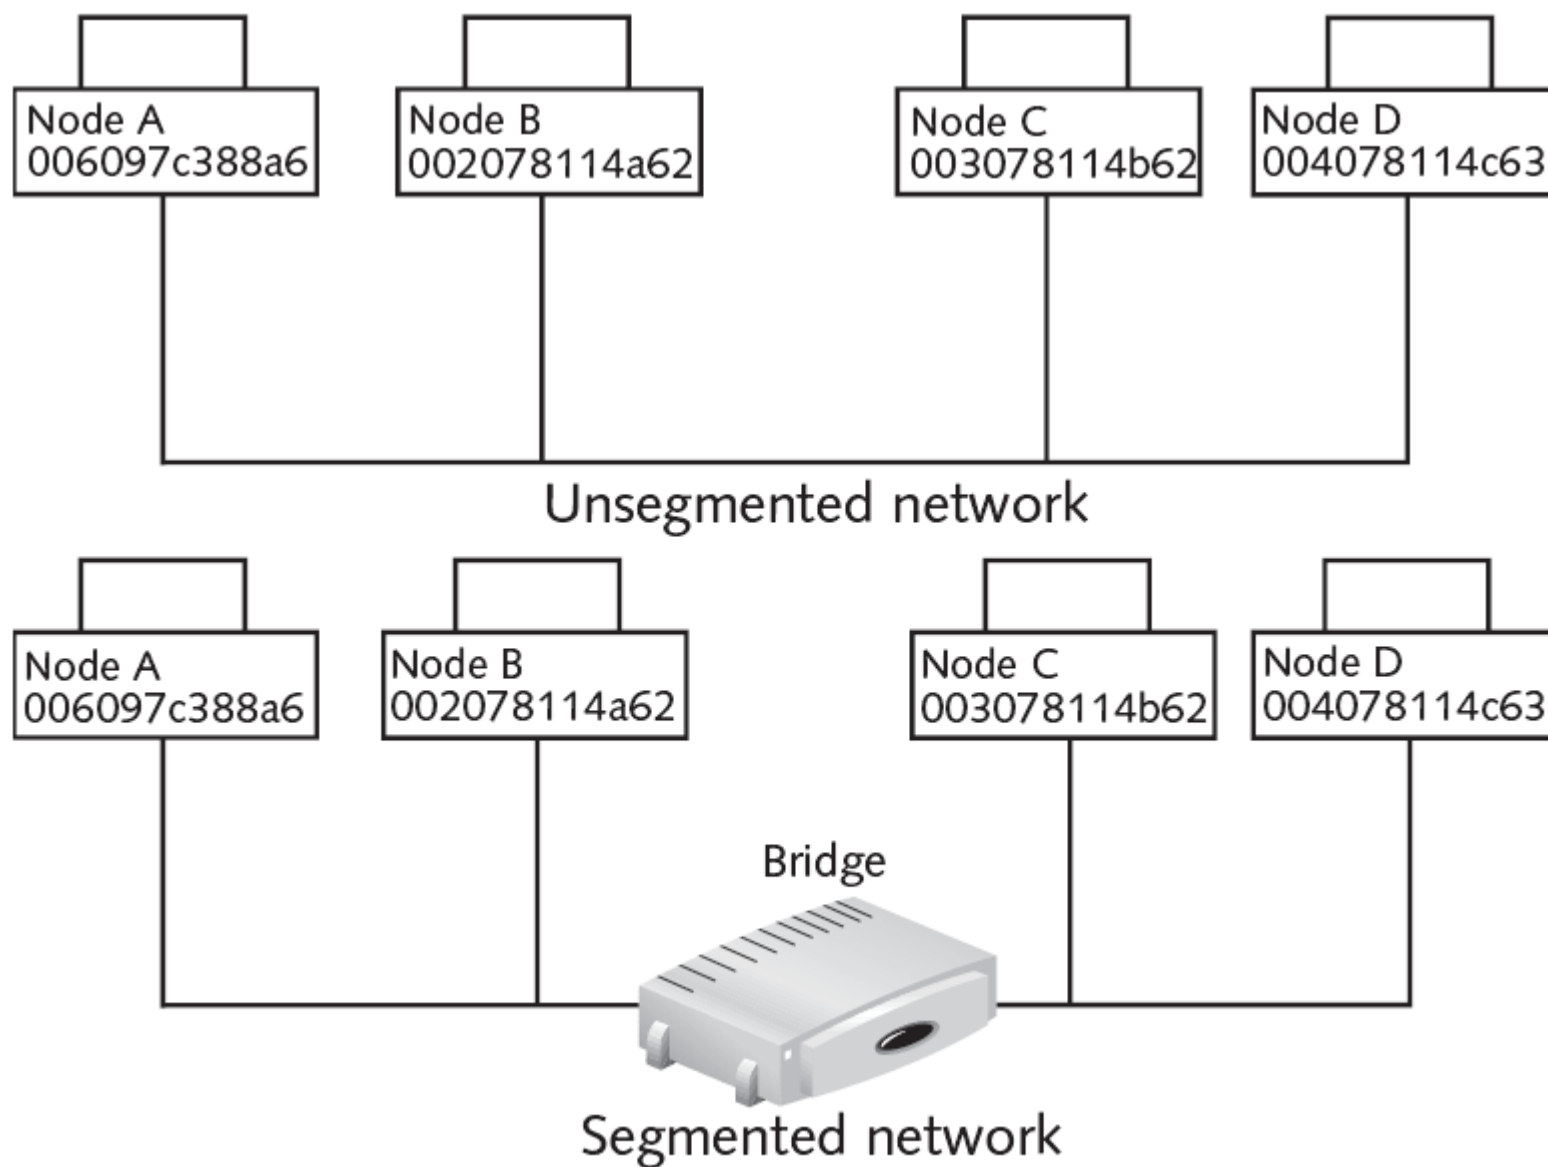 Node A
006097c388a6
Node B
002078114a62
Node C
003078114b62
Node D
004078114c63
Unsegmented network
Node A
006097c388a6
Node B
002078114a62
Node C
003078114b62
Node D
004078114c63
Bridge
Segmented network